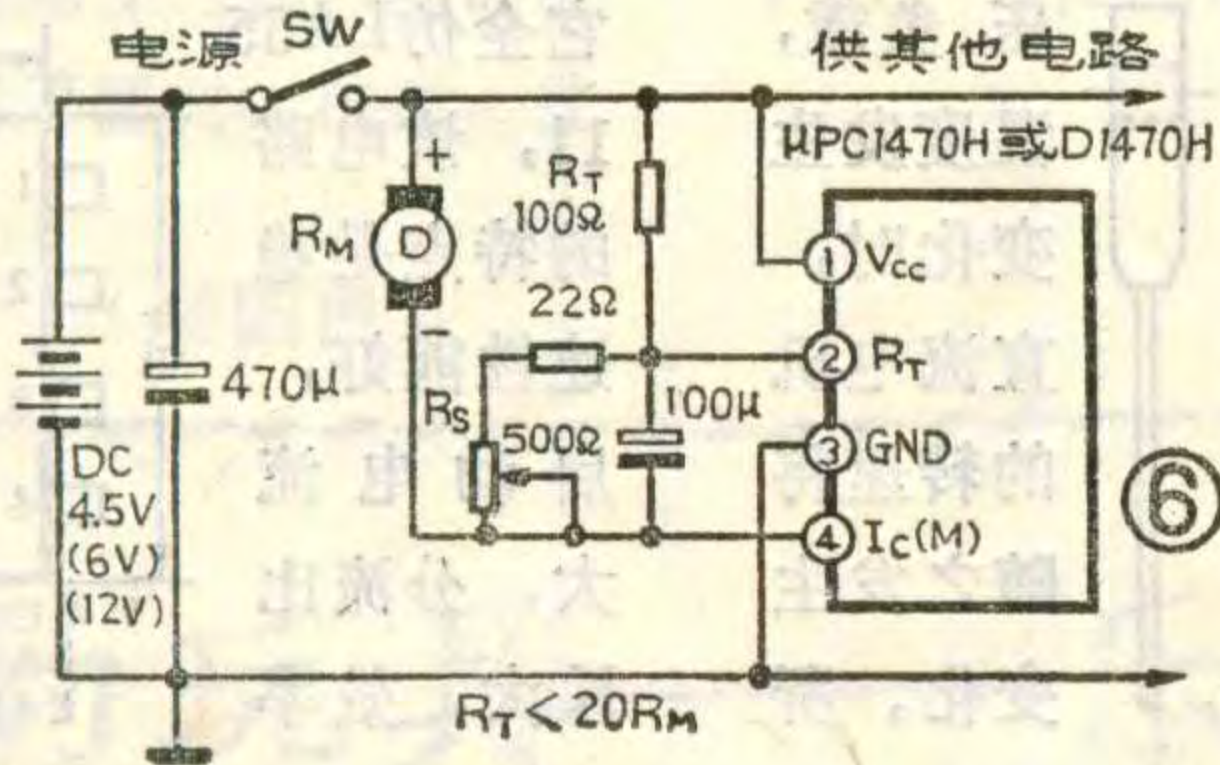 电源 SW 供其他电路
μPC1470H或D1470H
+
R_T
100Ω
R_M D
① V_CC
22Ω
−
② R_T
470μ
R_S
500Ω
100μ
③ GND
DC
4.5V
(6V)
(12V)
④ I_C(M)
⑥
R_T<20R_M